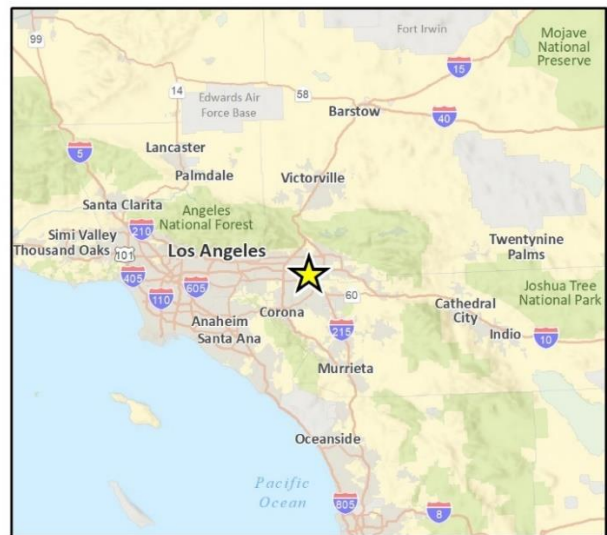 Fort Irwin
Mojave
National
Preserve
99
15
14
58
Edwards Air
Force Base
Barstow
40
5
Lancaster
Palmdale
Victorville
Santa Clarita
Angeles
National Forest
210
Simi Valley
Thousand Oaks
101
Los Angeles
Twentynine
Palms
405
110
605
60
Joshua Tree
National Park
Cathedral
City
Corona
Anaheim
Santa Ana
215
Indio
10
Murrieta
Oceanside
Pacific
Ocean
805
8